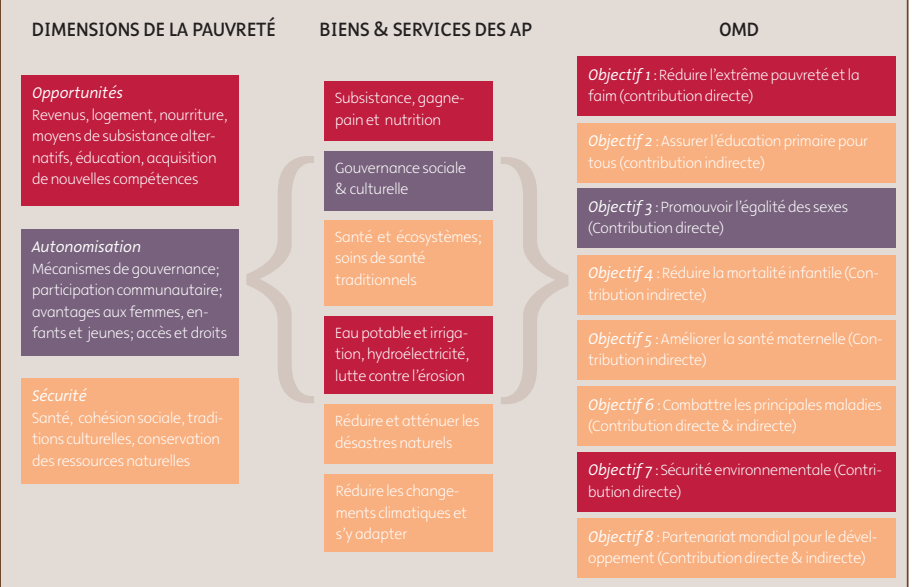 DIMENSIONS DE LA PAUVRETÉ
Opportunités
Revenus, logement, nourriture,
moyens de subsistance alter-
natifs, éducation, acquisition
de nouvelles compétences
Autonomisation
Mécanismes de gouvernance;
participation communautaire;
avantages aux femmes, en-
fants et jeunes; accès et droits
Sécurité
Santé, cohésion sociale, tradi-
tions culturelles, conservation
des ressources naturelles
BIENS & SERVICES DES AP
Subsistance, gagne-
pain et nutrition
Gouvernance sociale
& culturelle
Santé et écosystèmes;
soins de santé
traditionnels
Eau potable et irriga-
tion, hydroélectricité,
lutte contre l'érosion
Réduire et atténuer les
désastres naturels
Réduire les change-
ments climatiques et
s'y adapter
OMD
Objectif 1 : Réduire l'extrême pauvreté et la
faim (contribution directe)
Objectif 2 : Assurer l'éducation primaire pour
tous (contribution indirecte)
Objectif 3 : Promouvoir l'égalité des sexes
(Contribution directe)
Objectif 4 : Réduire la mortalité infantile (Con-
tribution indirecte)
Objectif 5 : Améliorer la santé maternelle (Con-
tribution indirecte)
Objectif 6 : Combattre les principales maladies
(Contribution directe & indirecte)
Objectif 7 : Sécurité environnementale (Contri-
bution directe)
Objectif 8 : Partenariat mondial pour le dével-
oppement (Contribution directe & indirecte)